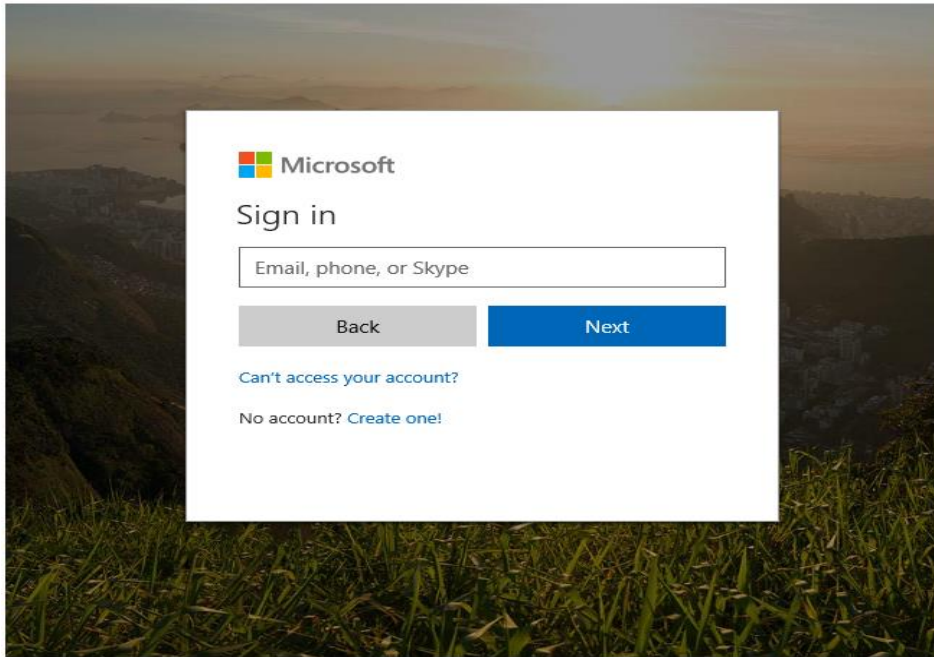 Microsoft
Sign in
Email, phone, or Skype
Back Next
Can't access your account?
No account? Create one!